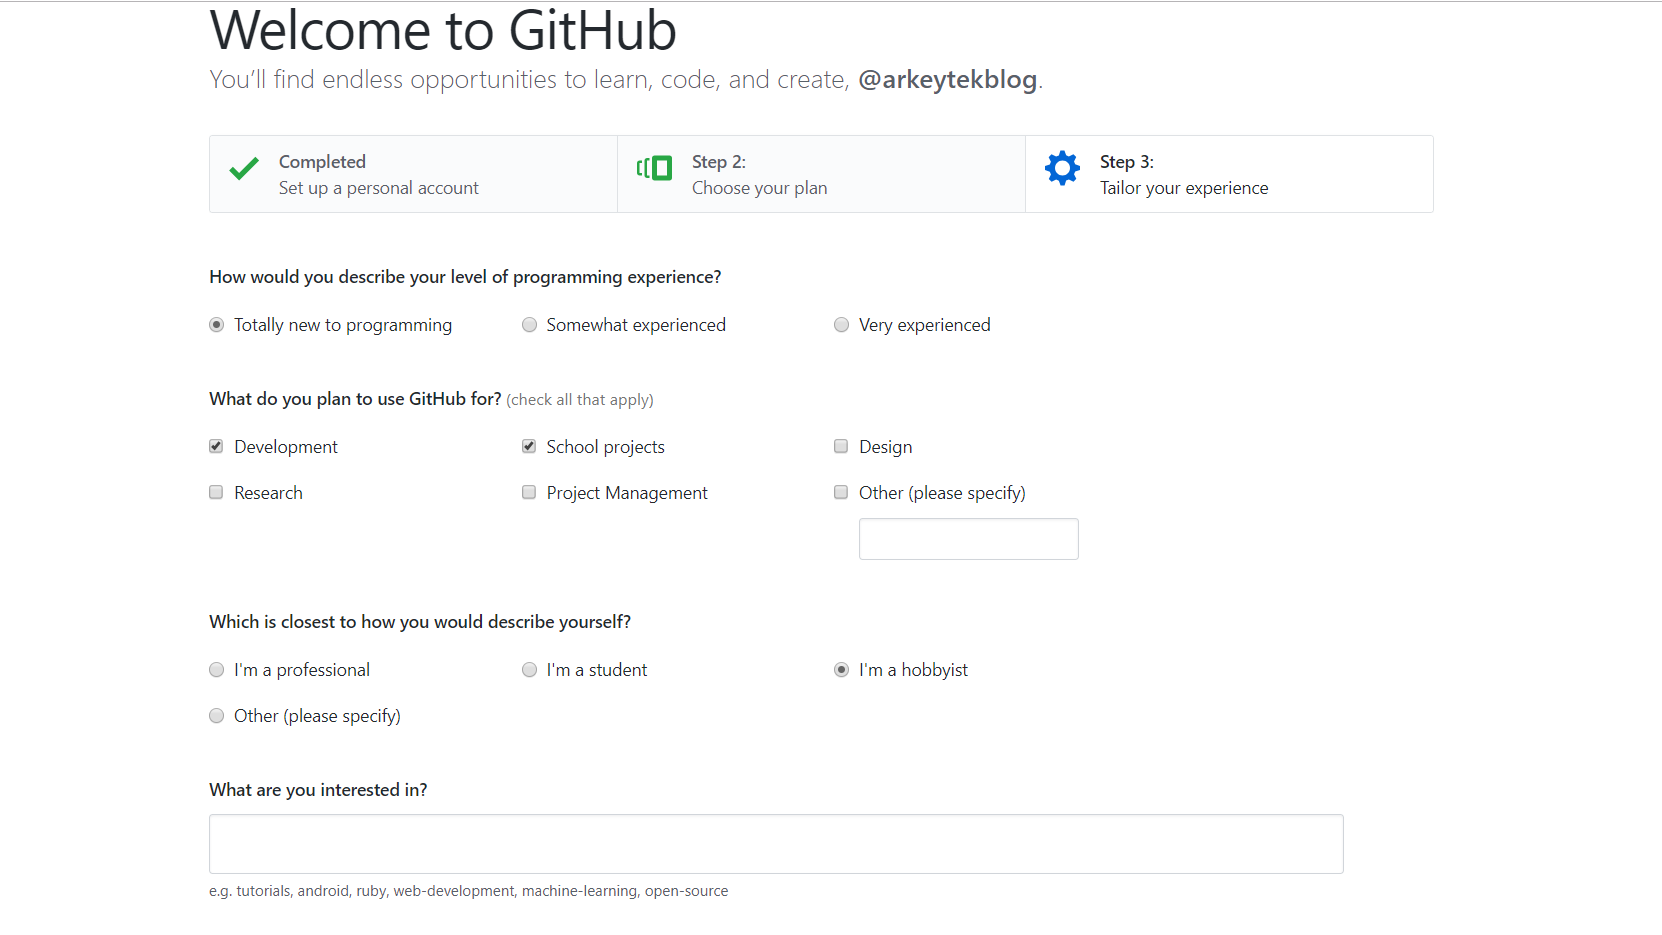 Welcome to GitHub
You’ll find endless opportunities to learn, code, and create, @arkeytekblog.
Completed
Set up a personal account
Step 2:
Choose your plan
Step 3:
Tailor your experience
How would you describe your level of programming experience?
Totally new to programming
Somewhat experienced
Very experienced
What do you plan to use GitHub for? (check all that apply)
Development
School projects
Design
Research
Project Management
Other (please specify)
Which is closest to how you would describe yourself?
I'm a professional
I'm a student
I'm a hobbyist
Other (please specify)
What are you interested in?
e.g. tutorials, android, ruby, web-development, machine-learning, open-source